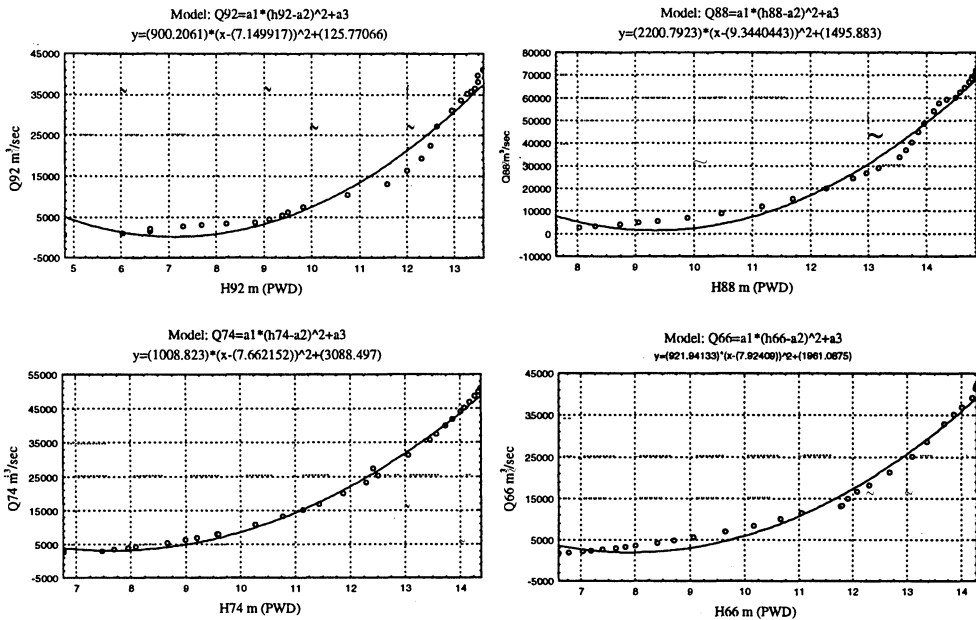 Model: Q92=a1*(h92-a2)^2+a3
y=(900.2061)*(x-(7.149917))^2+(125.77066)
45000
35000
25000
15000
5000
-5000
Q92 m³/sec
5 6 7 8 9 10 11 12 13
H92 m (PWD)
Model: Q88=a1*(h88-a2)^2+a3
y=(2200.7923)*(x-(9.3440443))^2+(1495.883)
80000
70000
60000
50000
40000
30000
20000
10000
0
-10000
Q88/m³/sec
8 9 10 11 12 13 14
H88 m (PWD)
Model: Q74=a1*(h74-a2)^2+a3
y=(1008.823)*(x-(7.662152))^2+(3088.497)
55000
45000
35000
25000
15000
5000
-5000
Q74 m³/sec
7 8 9 10 11 12 13 14
H74 m (PWD)
Model: Q66=a1*(h66-a2)^2+a3
y=(921.94133)*(x-(7.92409))^2+(1961.0875)
45000
35000
25000
15000
5000
-5000
Q66 m³/sec
7 8 9 10 11 12 13 14
H66 m (PWD)